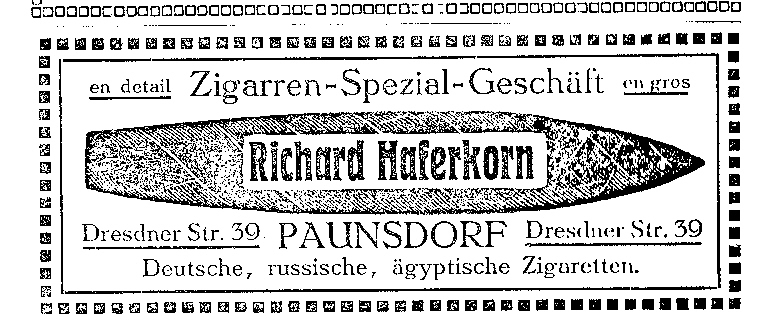 en detail Zigarren-Spezial-Geschäft en gros
Richard Haferkorn
Dresdner Str. 39 PAUNSDORF Dresdner Str. 39
Deutsche, russische, ägyptische Zigaretten.